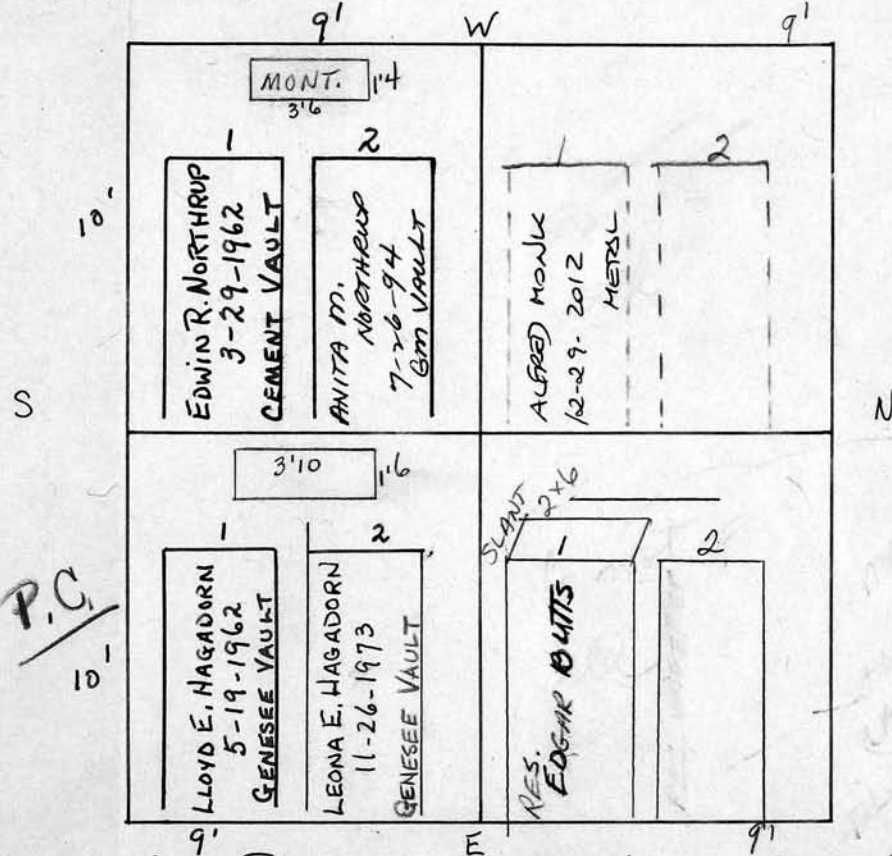 9' W 9'
MONT. 1'4
3'6
1 2
EDWIN R. NORTHRUP
3-29-1962
CEMENT VAULT
ANITA M.
NORTHRUP
7-26-94
GM VAULT
1 2
ALFRED MONK
12-29-2012
METAL
10'
S
N
3'10 1'6
1 2
LLOYD E. HAGADORN
5-19-1962
GENESEE VAULT
LEONA E. HAGADORN
11-26-1973
GENESEE VAULT
SLANT 2x6
1 2
RES.
EDGAR BUTTS
P.C.
10'
9' E 9'